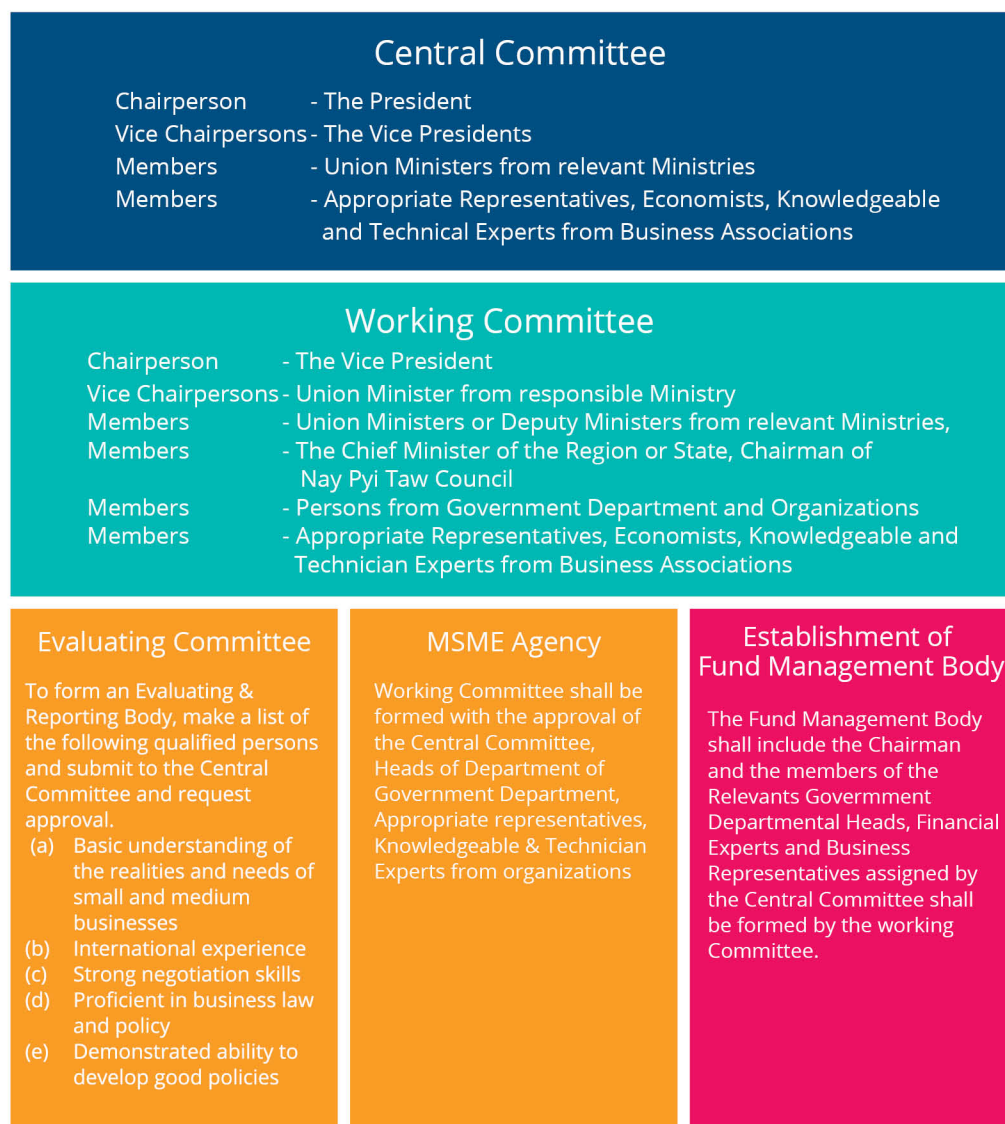 Central Committee
Chairperson - The President
Vice Chairpersons - The Vice Presidents
Members - Union Ministers from relevant Ministries
Members - Appropriate Representatives, Economists, Knowledgeable
and Technical Experts from Business Associations
Working Committee
Chairperson - The Vice President
Vice Chairpersons - Union Minister from responsible Ministry
Members - Union Ministers or Deputy Ministers from relevant Ministries,
Members - The Chief Minister of the Region or State, Chairman of
Nay Pyi Taw Council
Members - Persons from Government Department and Organizations
Members - Appropriate Representatives, Economists, Knowledgeable and
Technician Experts from Business Associations
Evaluating Committee
To form an Evaluating &
Reporting Body, make a list of
the following qualified persons
and submit to the Central
Committee and request
approval.
(a) Basic understanding of
the realities and needs of
small and medium
businesses
(b) International experience
(c) Strong negotiation skills
(d) Proficient in business law
and policy
(e) Demonstrated ability to
develop good policies
MSME Agency
Working Committee shall be
formed with the approval of
the Central Committee,
Heads of Department of
Government Department,
Appropriate representatives,
Knowledgeable & Technician
Experts from organizations
Establishment of
Fund Management Body
The Fund Management Body
shall include the Chairman
and the members of the
Relevants Govermment
Departmental Heads, Financial
Experts and Business
Representatives assigned by
the Central Committee shall
be formed by the working
Committee.